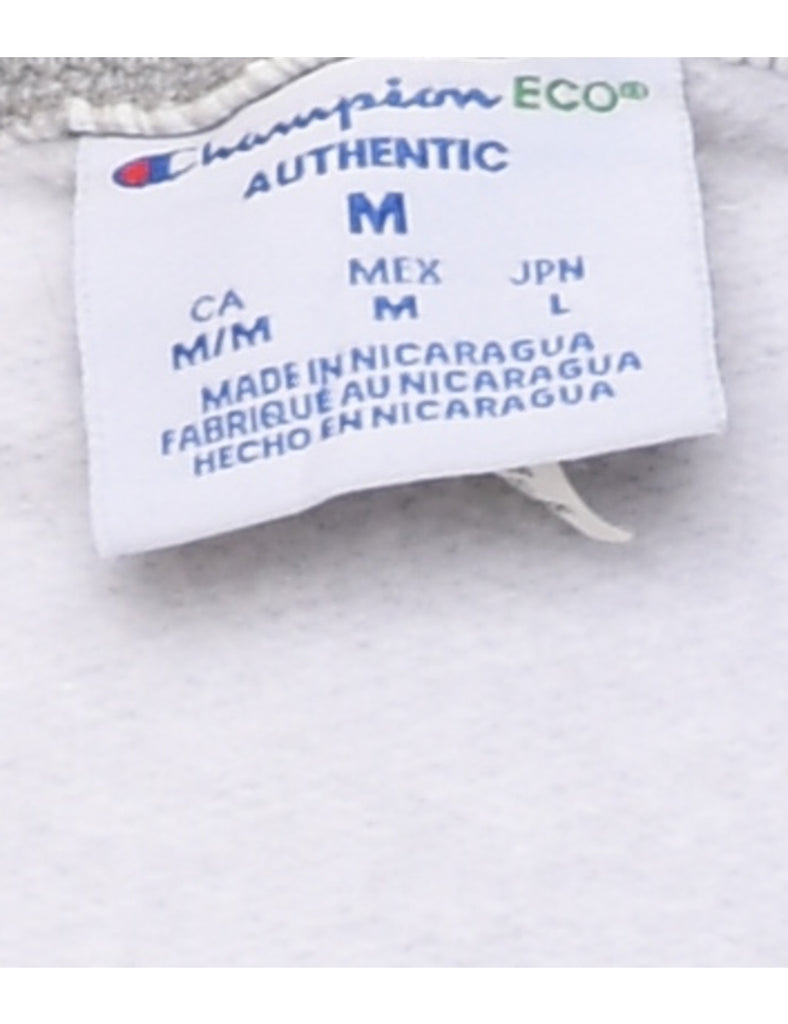 Champion ECO®
AUTHENTIC
M
CA MEX JPN
M/M M L
MADE IN NICARAGUA
FABRIQUÉ AU NICARAGUA
HECHO EN NICARAGUA